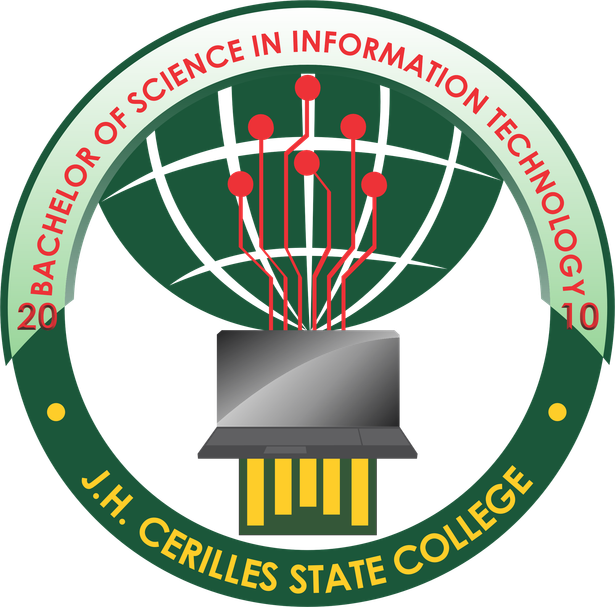 BACHELOR OF SCIENCE IN INFORMATION TECHNOLOGY
20 10
J.H. CERILLES STATE COLLEGE